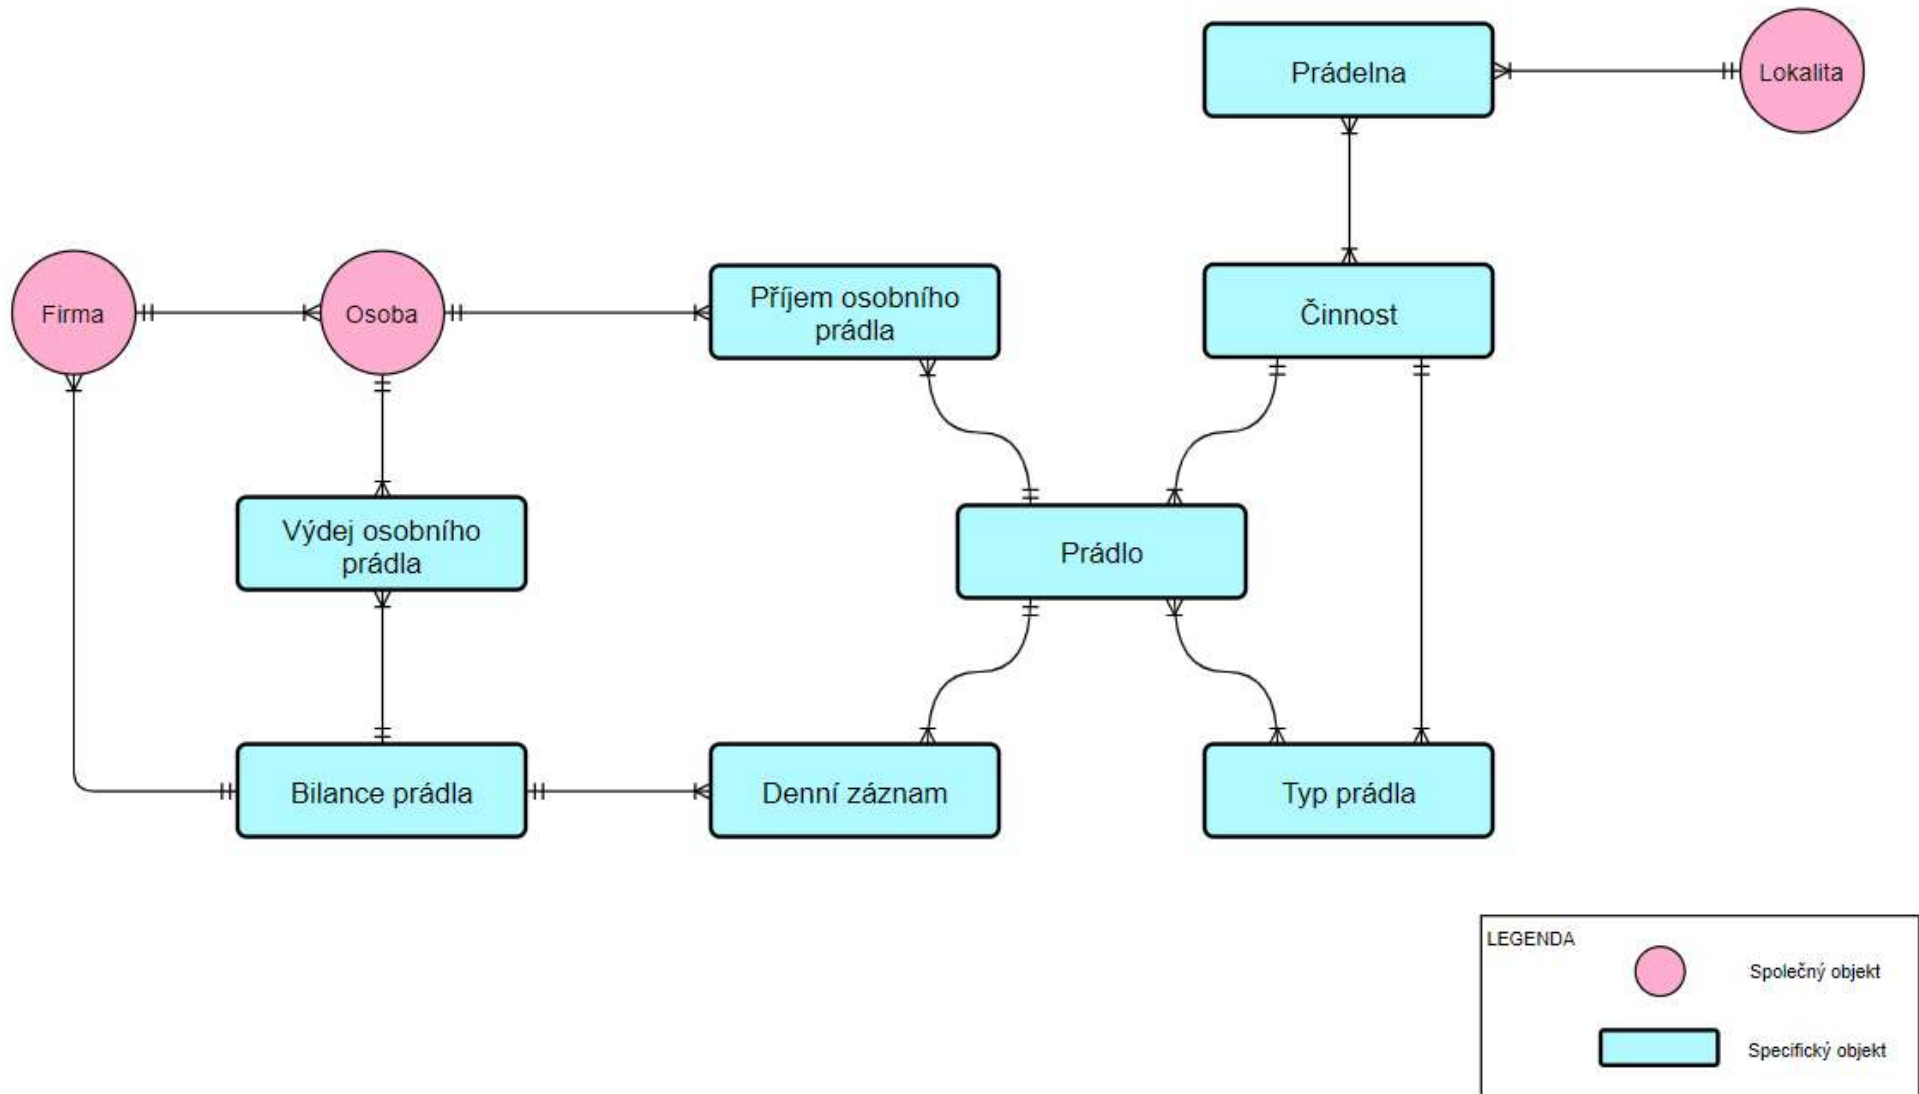 Prádelna
Lokalita
Firma
Osoba
Příjem osobního
prádla
Činnost
Výdej osobního
prádla
Prádlo
Bilance prádla
Denní záznam
Typ prádla
LEGENDA
Společný objekt
Specifický objekt